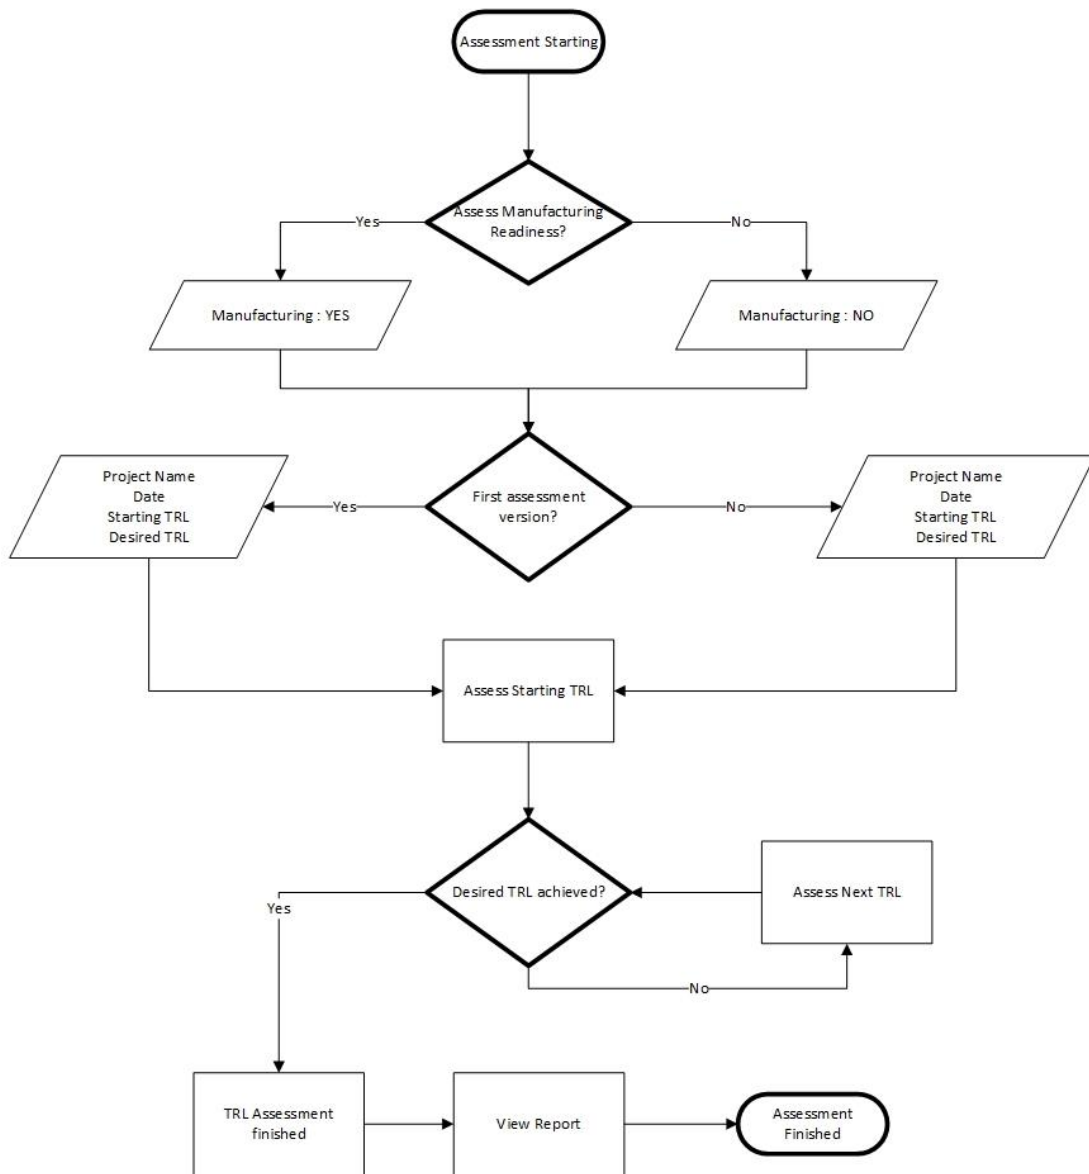 Assessment Starting
Assess Manufacturing
Readiness?
Yes
No
Manufacturing : YES
Manufacturing : NO
Project Name
Date
Starting TRL
Desired TRL
Yes
First assessment
version?
No
Project Name
Date
Starting TRL
Desired TRL
Assess Starting TRL
Desired TRL achieved?
Assess Next TRL
Yes
No
TRL Assessment
finished
View Report
Assessment
Finished